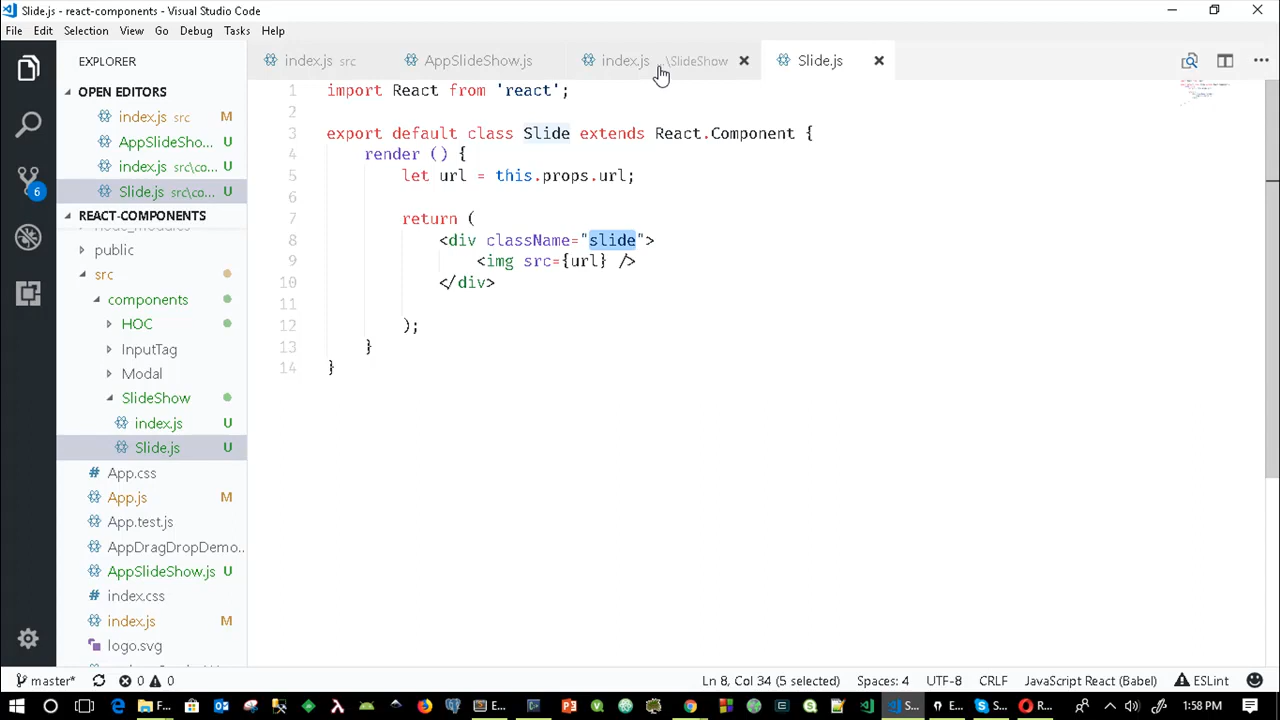 Slide.js - react-components - Visual Studio Code
File Edit Selection View Go Debug Tasks Help
EXPLORER
index.js src
AppSlideShow.js
index.js ..\SlideShow
Slide.js
OPEN EDITORS
index.js src M
AppSlideSho... U
index.js src\co... U
Slide.js src\co... U
REACT-COMPONENTS
node_modules
public
src
components
HOC
InputTag
Modal
SlideShow
index.js U
Slide.js U
App.css
App.js M
App.test.js
AppDragDropDemo...
AppSlideShow.js U
index.css
index.js M
logo.svg
1 import React from 'react';
2
3 export default class Slide extends React.Component {
4 render () {
5 let url = this.props.url;
6
7 return (
8 <div className="slide">
9 <img src={url} />
10 </div>
11
12 );
13 }
14 }
6
master* 0 0
Ln 8, Col 34 (5 selected) Spaces: 4 UTF-8 CRLF JavaScript React (Babel) ESLint
F... E... S... E... S... R... 1:58 PM